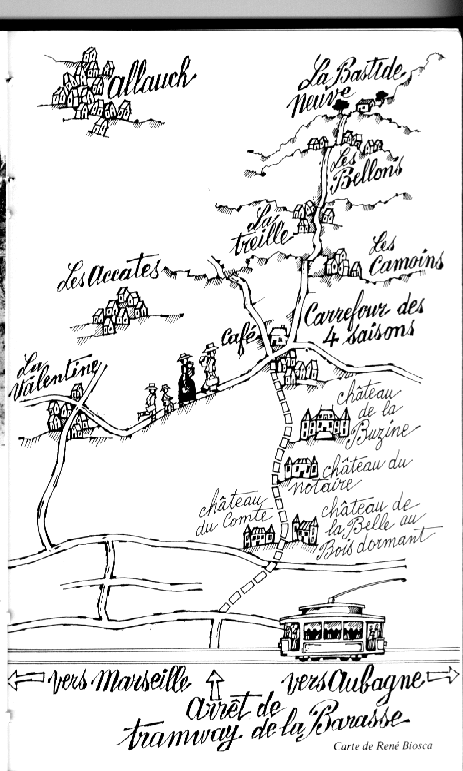 allauch
La Bastide
neuve
Les
Bellons
La
treille
Les
Camoins
Les Accates
Carrefour des
4 saisons
Café
La
Valentine
château
de la
Buzine
château du
notaire
château
du Comte
château de
la Belle au
Bois dormant
vers Marseille
vers Aubagne
Arrêt de
tramway de la Barasse
Carte de René Biosca